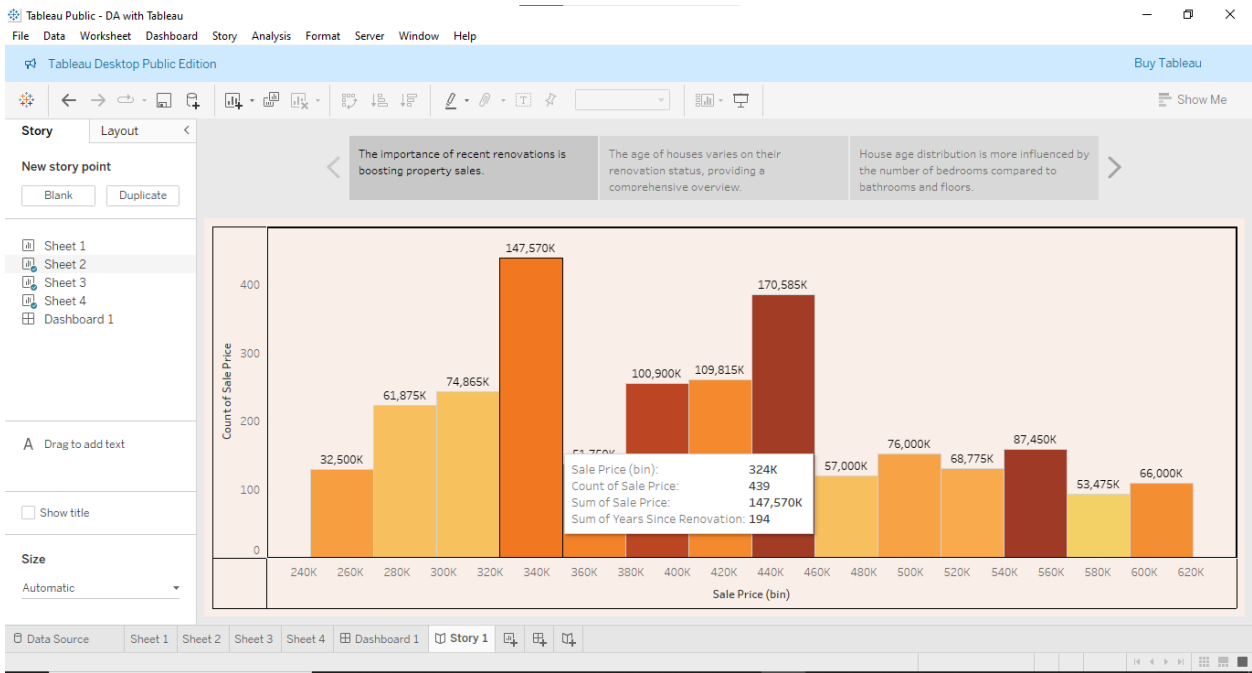 Tableau Public - DA with Tableau
File Data Worksheet Dashboard Story Analysis Format Server Window Help
Tableau Desktop Public Edition
Buy Tableau
Show Me
Story Layout
New story point
Blank Duplicate
Sheet 1
Sheet 2
Sheet 3
Sheet 4
Dashboard 1
A Drag to add text
Show title
Size
Automatic
The importance of recent renovations is
boosting property sales.
The age of houses varies on their
renovation status, providing a
comprehensive overview.
House age distribution is more influenced by
the number of bedrooms compared to
bathrooms and floors.
Count of Sale Price
400
300
200
100
0
32,500K
61,875K
74,865K
147,570K
100,900K
109,815K
170,585K
57,000K
76,000K
68,775K
87,450K
53,475K
66,000K
Sale Price (bin): 324K
Count of Sale Price: 439
Sum of Sale Price: 147,570K
Sum of Years Since Renovation: 194
240K 260K 280K 300K 320K 340K 360K 380K 400K 420K 440K 460K 480K 500K 520K 540K 560K 580K 600K 620K
Sale Price (bin)
Data Source Sheet 1 Sheet 2 Sheet 3 Sheet 4 Dashboard 1 Story 1